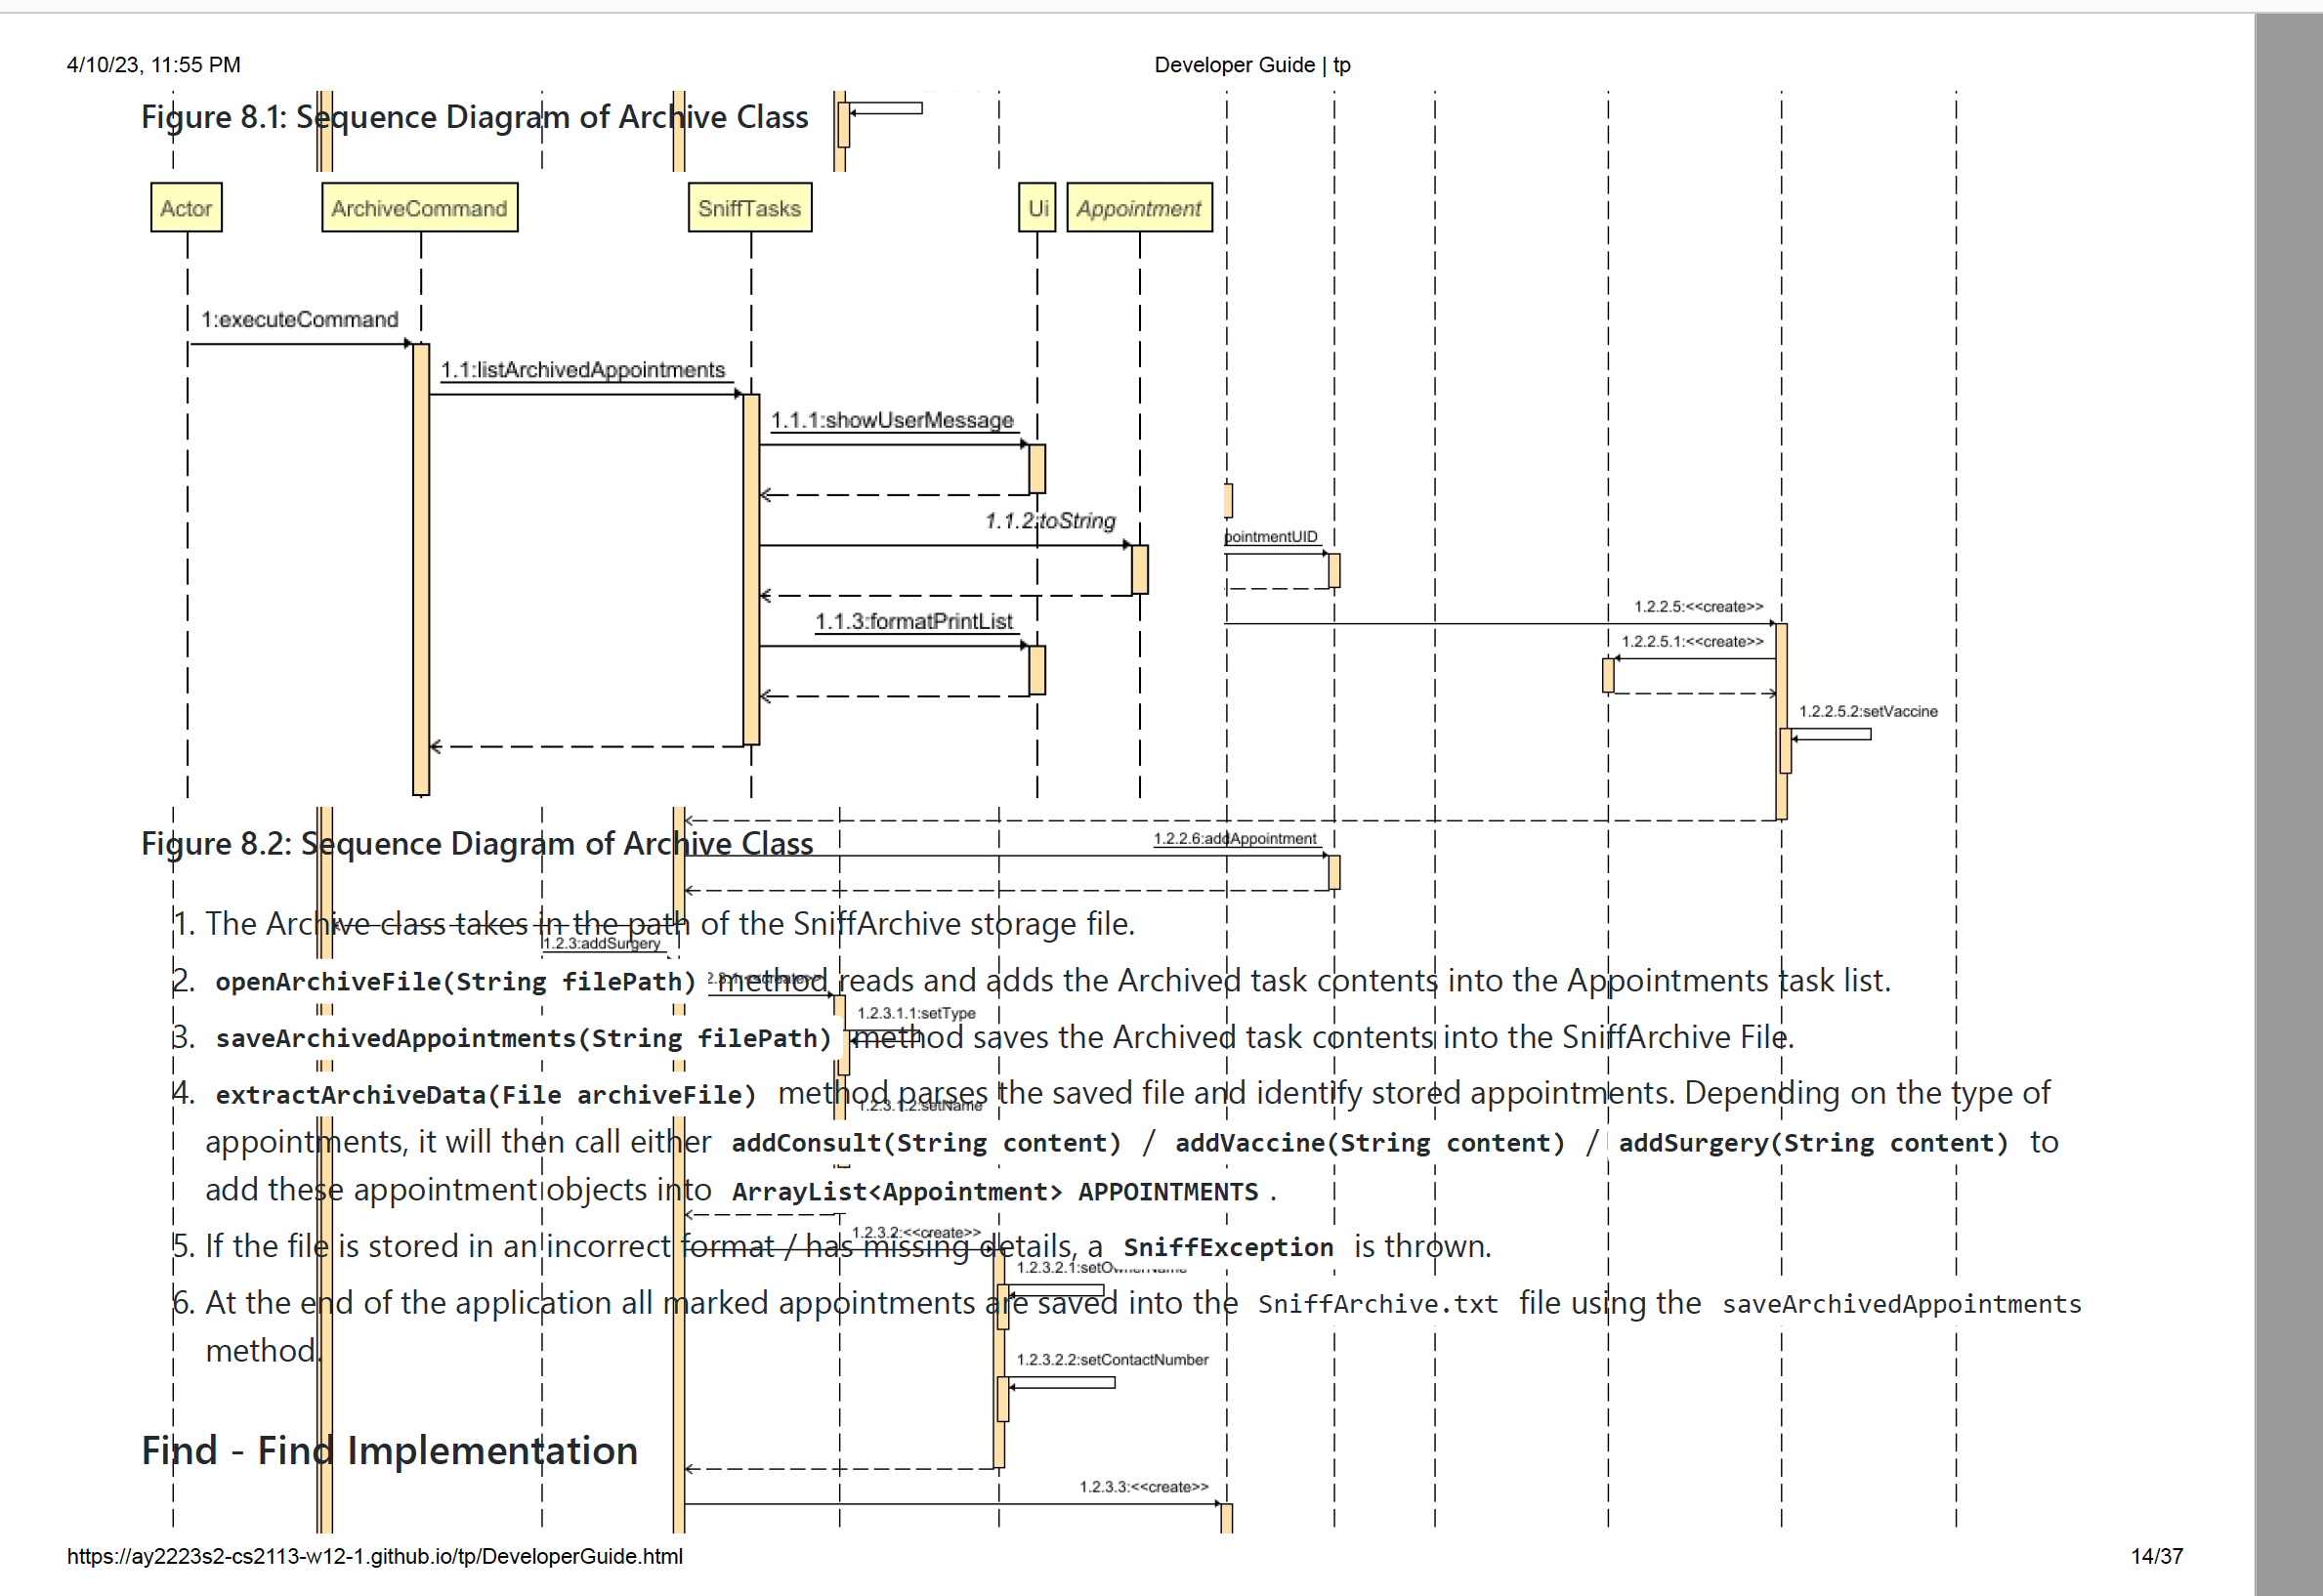 4/10/23, 11:55 PM
Developer Guide | tp
Figure 8.1: Sequence Diagram of Archive Class
Actor
ArchiveCommand
SniffTasks
Ui
Appointment
1:executeCommand
1.1:listArchivedAppointments
1.1.1:showUserMessage
1.1.2:toString
pointmentUID
1.1.3:formatPrintList
1.2.2.5:<<create>>
1.2.2.5.1:<<create>>
1.2.2.5.2:setVaccine
Figure 8.2: Sequence Diagram of Archive Class
1.2.2.6:addAppointment
1. The Archive class takes in the path of the SniffArchive storage file.
1.2.3:addSurgery
2. openArchiveFile(String filePath) method reads and adds the Archived task contents into the Appointments task list.
1.2.3.1.1:setType
3. saveArchivedAppointments(String filePath) method saves the Archived task contents into the SniffArchive File.
4. extractArchiveData(File archiveFile) method parses the saved file and identify stored appointments. Depending on the type of
1.2.3.1.2:setName
appointments, it will then call either addConsult(String content) / addVaccine(String content) / addSurgery(String content) to
add these appointment objects into ArrayList<Appointment> APPOINTMENTS .
1.2.3.2:<<create>>
5. If the file is stored in an incorrect format / has missing details, a SniffException is thrown.
6. At the end of the application all marked appointments are saved into the SniffArchive.txt file using the saveArchivedAppointments
method.
1.2.3.2.2:setContactNumber
Find - Find Implementation
1.2.3.3:<<create>>
https://ay2223s2-cs2113-w12-1.github.io/tp/DeveloperGuide.html
14/37